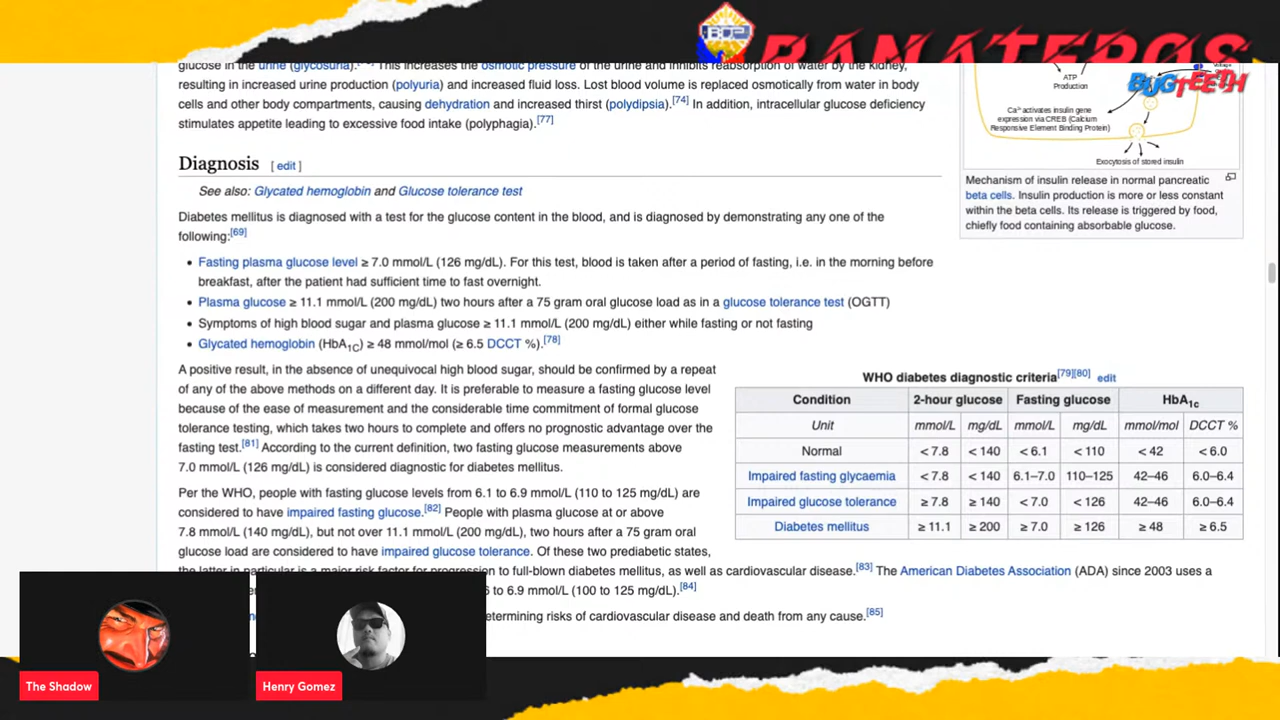 BANATEROS
BUGTEETH
glucose in the urine (glycosuria). This increases the osmotic pressure of the urine and inhibits reabsorption of water by the kidney,
resulting in increased urine production (polyuria) and increased fluid loss. Lost blood volume is replaced osmotically from water in body
cells and other body compartments, causing dehydration and increased thirst (polydipsia).[74] In addition, intracellular glucose deficiency
stimulates appetite leading to excessive food intake (polyphagia).[77]
ATP
Production
Ca²⁺ activates insulin gene
expression via CREB (Calcium
Responsive Element Binding Protein)
Exocytosis of stored insulin
Mechanism of insulin release in normal pancreatic
beta cells. Insulin production is more or less constant
within the beta cells. Its release is triggered by food,
chiefly food containing absorbable glucose.
Diagnosis [ edit ]
See also: Glycated hemoglobin and Glucose tolerance test
Diabetes mellitus is diagnosed with a test for the glucose content in the blood, and is diagnosed by demonstrating any one of the
following:[69]
• Fasting plasma glucose level ≥ 7.0 mmol/L (126 mg/dL). For this test, blood is taken after a period of fasting, i.e. in the morning before
breakfast, after the patient had sufficient time to fast overnight.
• Plasma glucose ≥ 11.1 mmol/L (200 mg/dL) two hours after a 75 gram oral glucose load as in a glucose tolerance test (OGTT)
• Symptoms of high blood sugar and plasma glucose ≥ 11.1 mmol/L (200 mg/dL) either while fasting or not fasting
• Glycated hemoglobin (HbA1C) ≥ 48 mmol/mol (≥ 6.5 DCCT %).[78]
A positive result, in the absence of unequivocal high blood sugar, should be confirmed by a repeat
of any of the above methods on a different day. It is preferable to measure a fasting glucose level
because of the ease of measurement and the considerable time commitment of formal glucose
tolerance testing, which takes two hours to complete and offers no prognostic advantage over the
fasting test.[81] According to the current definition, two fasting glucose measurements above
7.0 mmol/L (126 mg/dL) is considered diagnostic for diabetes mellitus.
WHO diabetes diagnostic criteria[79][80] edit
Condition 2-hour glucose Fasting glucose HbA1c
Unit mmol/L mg/dL mmol/L mg/dL mmol/mol DCCT %
Normal < 7.8 < 140 < 6.1 < 110 < 42 < 6.0
Impaired fasting glycaemia < 7.8 < 140 6.1–7.0 110–125 42–46 6.0–6.4
Impaired glucose tolerance ≥ 7.8 ≥ 140 < 7.0 < 126 42–46 6.0–6.4
Diabetes mellitus ≥ 11.1 ≥ 200 ≥ 7.0 ≥ 126 ≥ 48 ≥ 6.5
Per the WHO, people with fasting glucose levels from 6.1 to 6.9 mmol/L (110 to 125 mg/dL) are
considered to have impaired fasting glucose.[82] People with plasma glucose at or above
7.8 mmol/L (140 mg/dL), but not over 11.1 mmol/L (200 mg/dL), two hours after a 75 gram oral
glucose load are considered to have impaired glucose tolerance. Of these two prediabetic states,
the latter in particular is a major risk factor for progression to full-blown diabetes mellitus, as well as cardiovascular disease.[83] The American Diabetes Association (ADA) since 2003 uses a
to 6.9 mmol/L (100 to 125 mg/dL).[84]
determining risks of cardiovascular disease and death from any cause.[85]
The Shadow
Henry Gomez